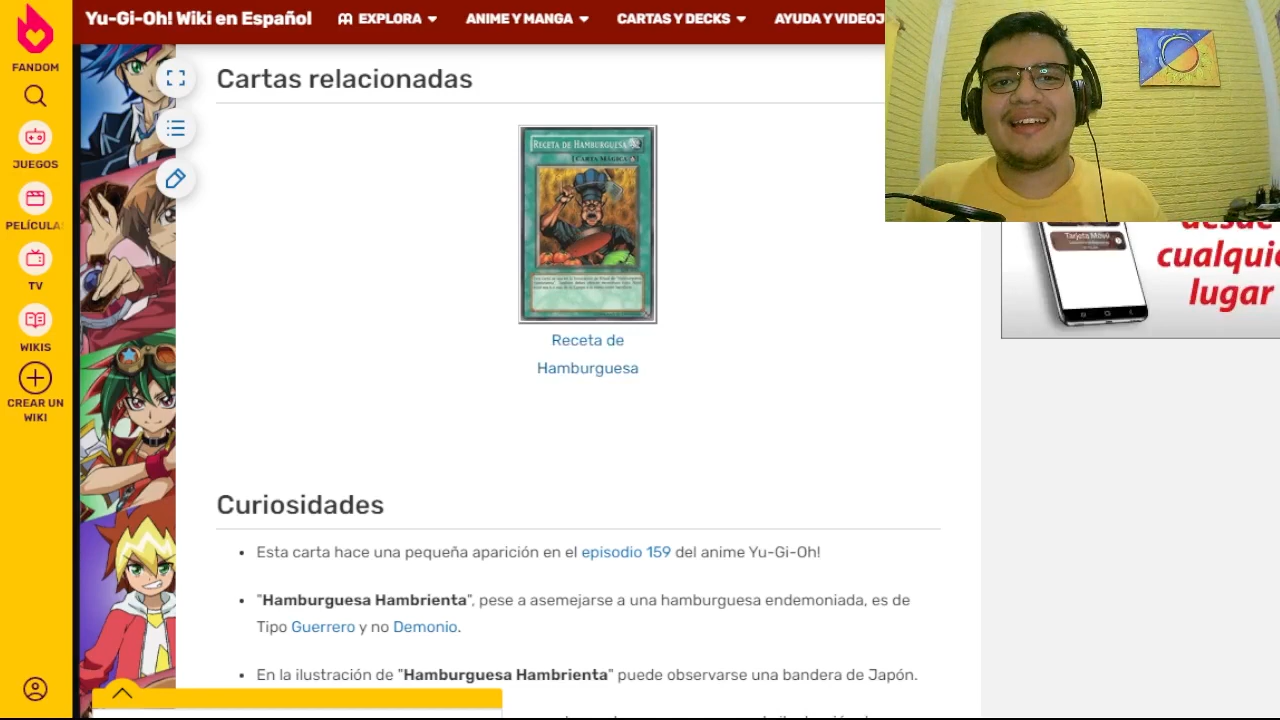 Yu-Gi-Oh! Wiki en Español
EXPLORA
ANIME Y MANGA
CARTAS Y DECKS
AYUDA Y VIDEOJ
FANDOM
JUEGOS
PELÍCULA
TV
WIKIS
CREAR UN
WIKI
Cartas relacionadas
RECETA DE HAMBURGUESA
[CARTA MÁGICA
Receta de
Hamburguesa
Tarjeta Móvil
desde
cualquie
lugar
Curiosidades
• Esta carta hace una pequeña aparición en el episodio 159 del anime Yu-Gi-Oh!
• "Hamburguesa Hambrienta", pese a asemejarse a una hamburguesa endemoniada, es de
Tipo Guerrero y no Demonio.
• En la ilustración de "Hamburguesa Hambrienta" puede observarse una bandera de Japón.